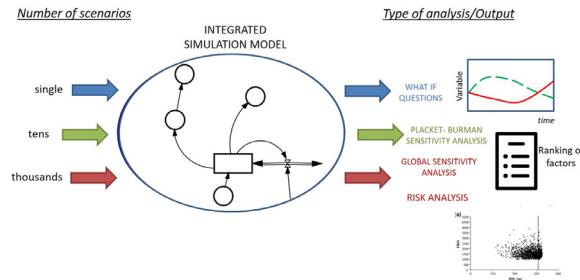 Number of scenarios
Type of analysis/Output
INTEGRATED
SIMULATION MODEL
single
tens
thousands
WHAT IF
QUESTIONS
PLACKET- BURMAN
SENSITIVITY ANALYSIS
GLOBAL SENSITIVITY
ANALYSIS
RISK ANALYSIS
Variable
time
Ranking o
factors